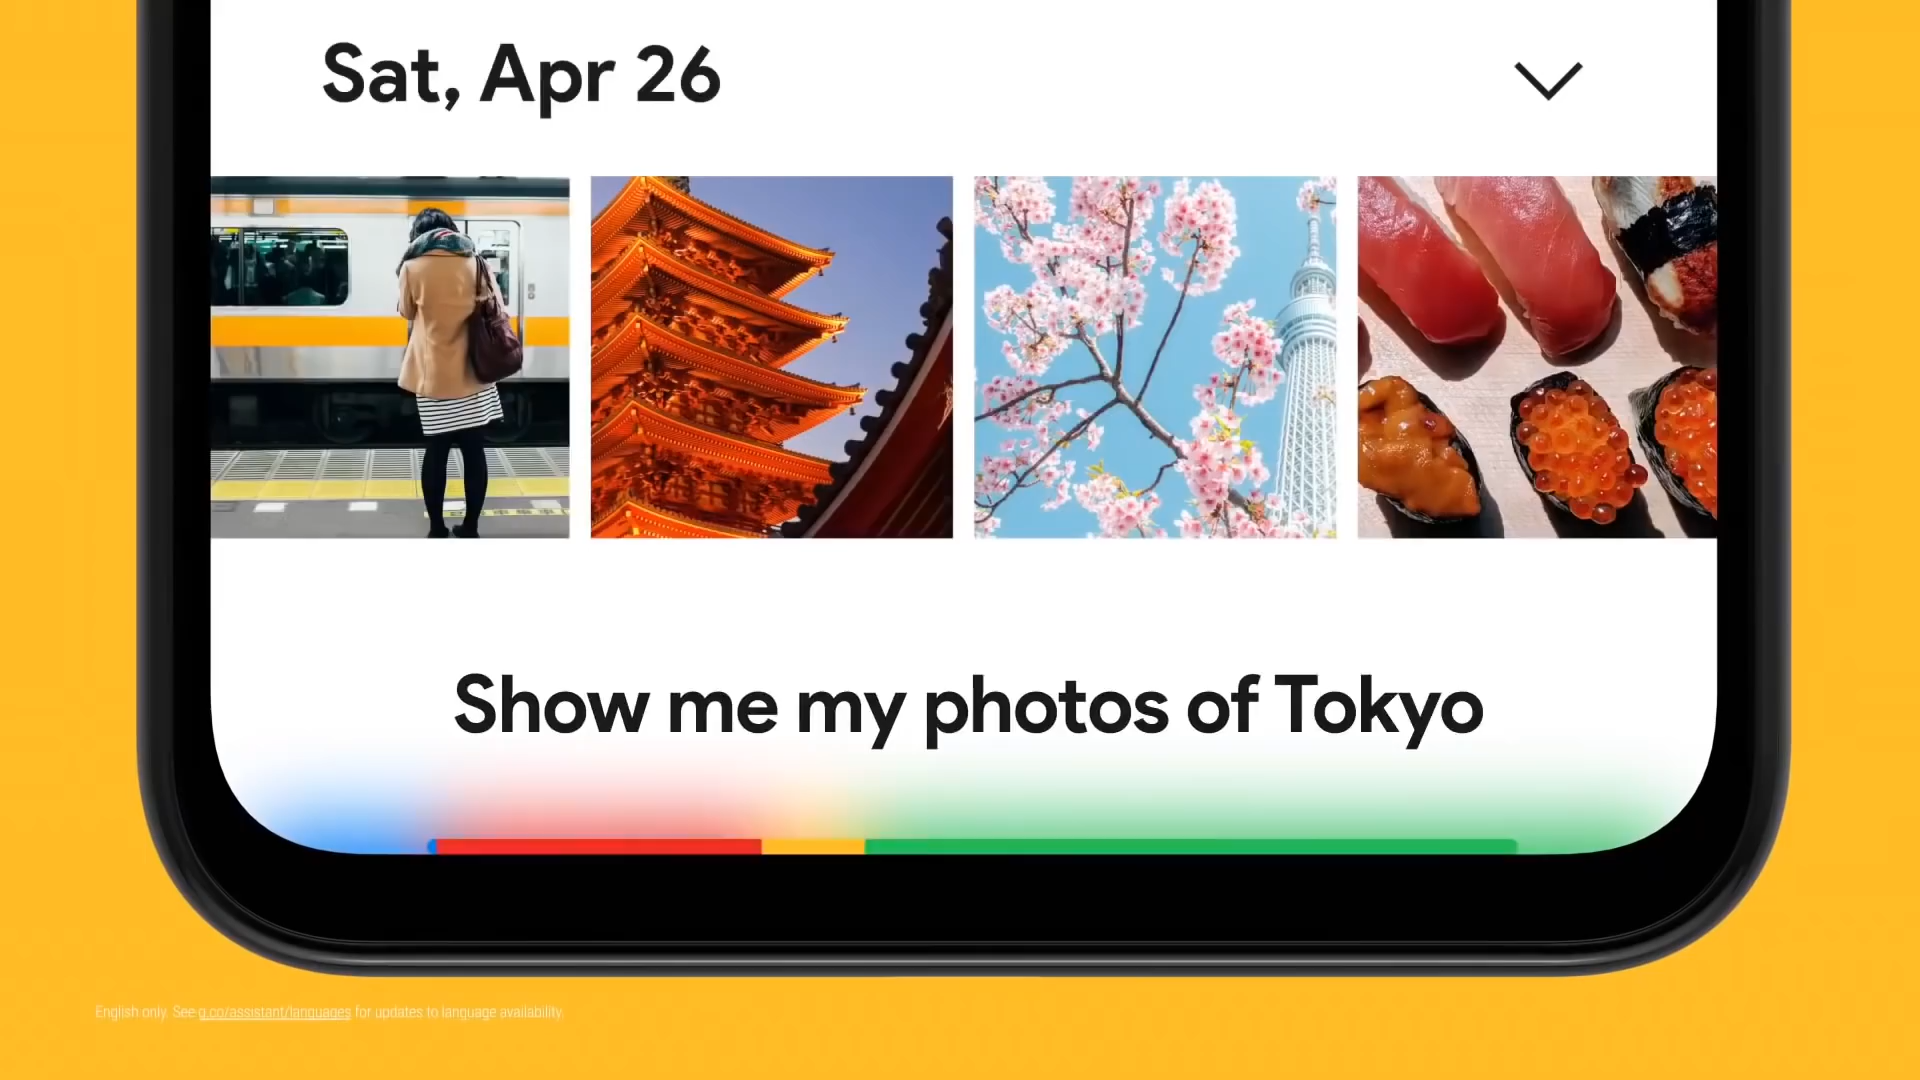 Sat, Apr 26
Show me my photos of Tokyo
English only. See g.co/assistant/languages for updates to language availability.